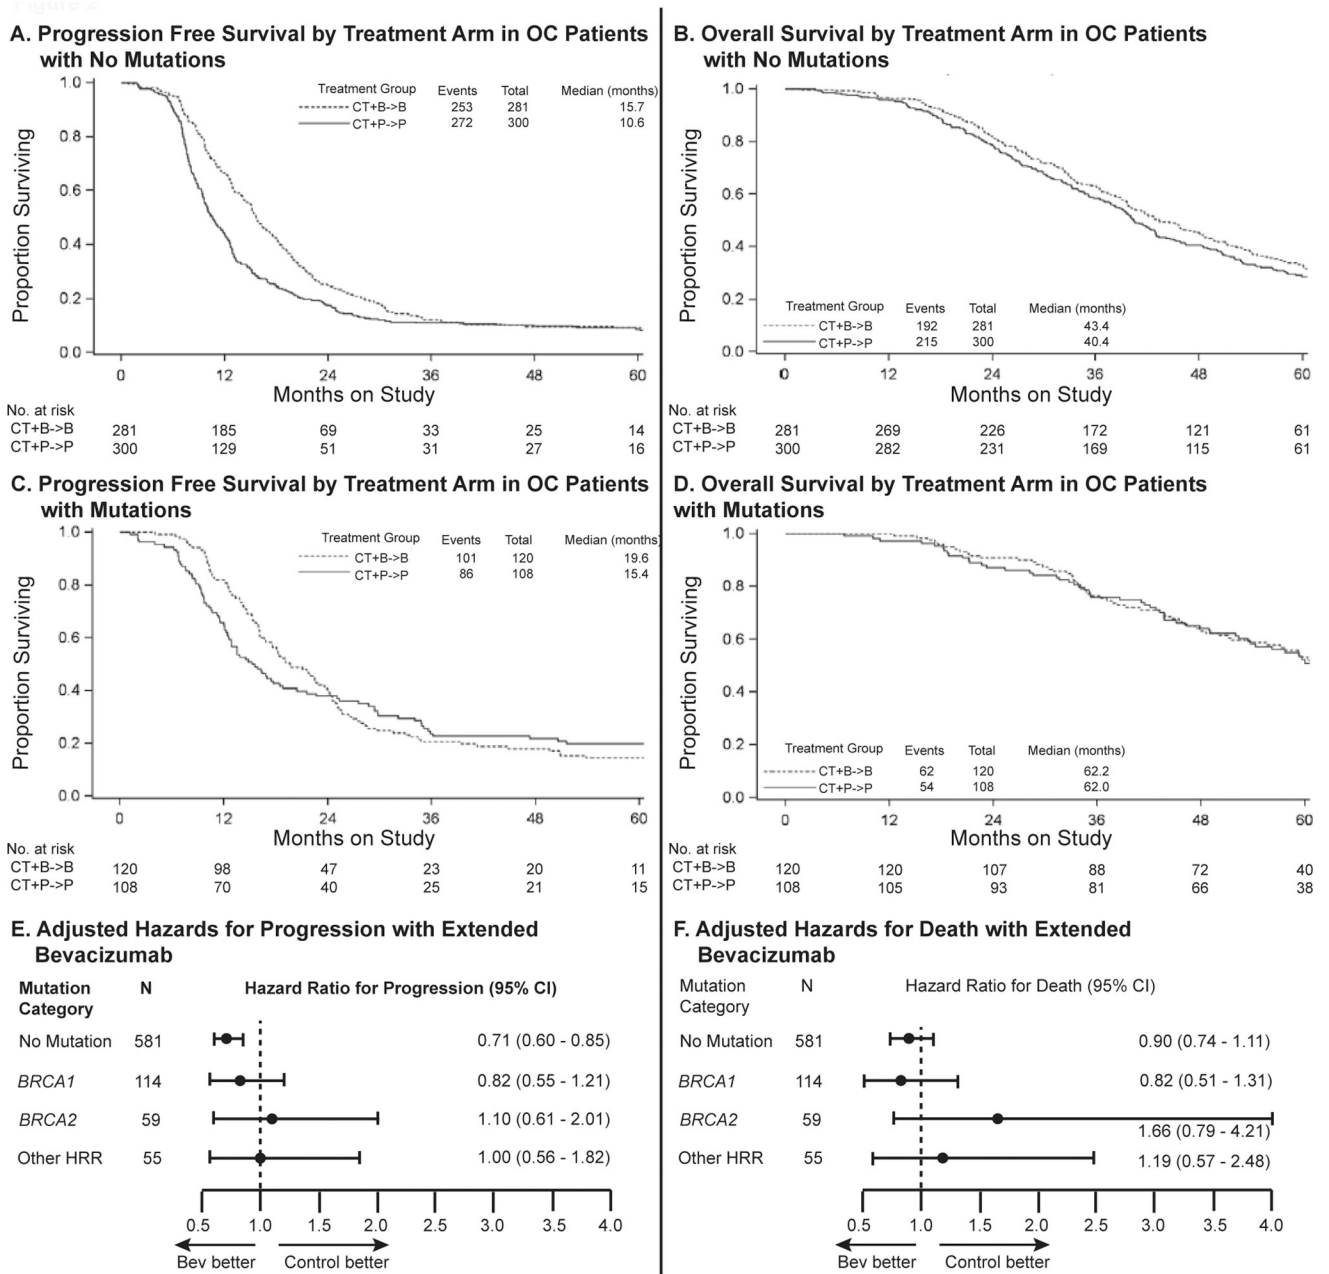 A. Progression Free Survival by Treatment Arm in OC Patients
with No Mutations
Proportion Surviving
1.0
0.8
0.6
0.4
0.2
0.0
Treatment Group Events Total Median (months)
CT+B->B 253 281 15.7
CT+P->P 272 300 10.6
0 12 24 36 48 60
Months on Study
No. at risk
CT+B->B 281 185 69 33 25 14
CT+P->P 300 129 51 31 27 16
B. Overall Survival by Treatment Arm in OC Patients
with No Mutations
Proportion Surviving
1.0
0.8
0.6
0.4
0.2
0.0
Treatment Group Events Total Median (months)
CT+B->B 192 281 43.4
CT+P->P 215 300 40.4
0 12 24 36 48 60
Months on Study
No. at risk
CT+B->B 281 269 226 172 121 61
CT+P->P 300 282 231 169 115 61
C. Progression Free Survival by Treatment Arm in OC Patients
with Mutations
Proportion Surviving
1.0
0.8
0.6
0.4
0.2
0.0
Treatment Group Events Total Median (months)
CT+B->B 101 120 19.6
CT+P->P 86 108 15.4
0 12 24 36 48 60
Months on Study
No. at risk
CT+B->B 120 98 47 23 20 11
CT+P->P 108 70 40 25 21 15
D. Overall Survival by Treatment Arm in OC Patients
with Mutations
Proportion Surviving
1.0
0.8
0.6
0.4
0.2
0.0
Treatment Group Events Total Median (months)
CT+B->B 62 120 62.2
CT+P->P 54 108 62.0
0 12 24 36 48 60
Months on Study
No. at risk
CT+B->B 120 120 107 88 72 40
CT+P->P 108 105 93 81 66 38
E. Adjusted Hazards for Progression with Extended
Bevacizumab
Mutation N Hazard Ratio for Progression (95% CI)
Category
No Mutation 581 0.71 (0.60 - 0.85)
BRCA1 114 0.82 (0.55 - 1.21)
BRCA2 59 1.10 (0.61 - 2.01)
Other HRR 55 1.00 (0.56 - 1.82)
0.5 1.0 1.5 2.0 2.5 3.0 3.5 4.0
Bev better Control better
F. Adjusted Hazards for Death with Extended
Bevacizumab
Mutation N Hazard Ratio for Death (95% CI)
Category
No Mutation 581 0.90 (0.74 - 1.11)
BRCA1 114 0.82 (0.51 - 1.31)
BRCA2 59 1.66 (0.79 - 4.21)
Other HRR 55 1.19 (0.57 - 2.48)
0.5 1.0 1.5 2.0 2.5 3.0 3.5 4.0
Bev better Control better